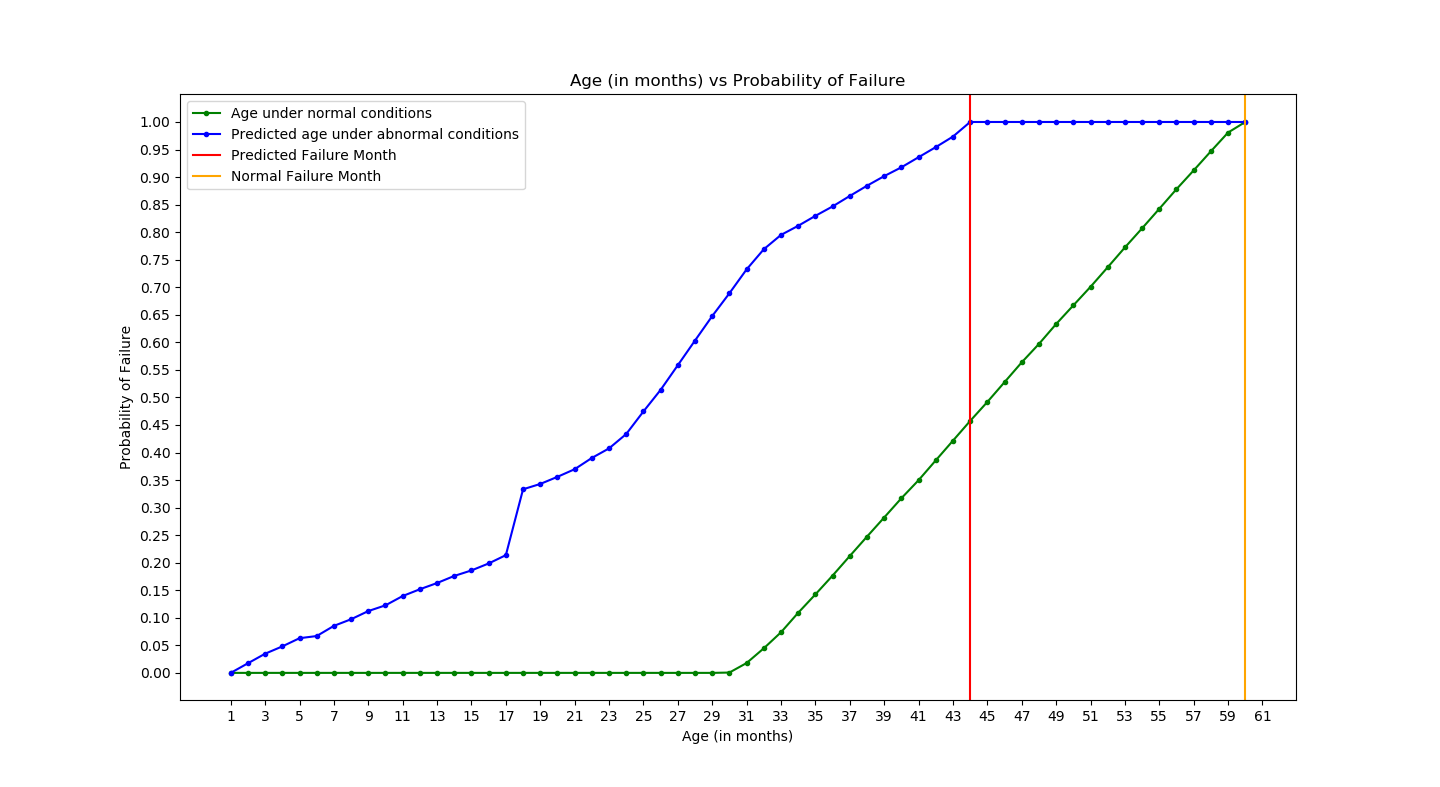 Age (in months) vs Probability of Failure
Age under normal conditions
Predicted age under abnormal conditions
Predicted Failure Month
Normal Failure Month
1.00
0.95
0.90
0.85
0.80
0.75
0.70
0.65
0.60
0.55
0.50
0.45
0.40
0.35
0.30
0.25
0.20
0.15
0.10
0.05
0.00
Probability of Failure
1 3 5 7 9 11 13 15 17 19 21 23 25 27 29 31 33 35 37 39 41 43 45 47 49 51 53 55 57 59 61
Age (in months)